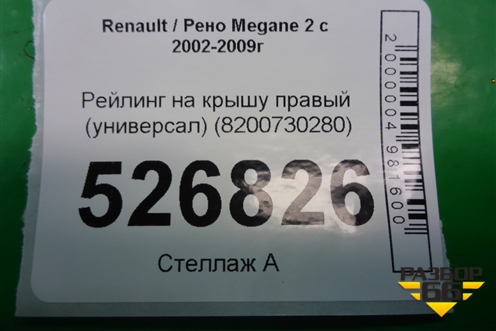 Renault / Рено Megane 2 с
2002-2009г
Рейлинг на крышу правый
(универсал) (8200730280)
526826
Стеллаж А
2000004981600
РАЗБОР
66